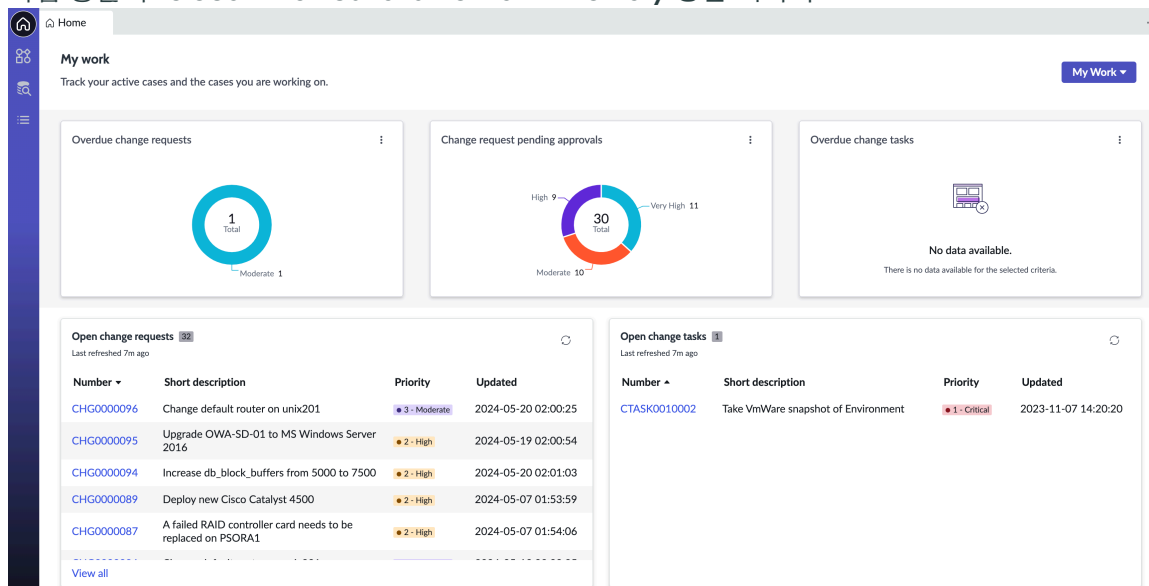 Home
My work
Track your active cases and the cases you are working on.
My Work
Overdue change requests
1
Total
Moderate 1
Change request pending approvals
High 9
Very High 11
30
Total
Moderate 10
Overdue change tasks
No data available.
There is no data available for the selected criteria.
Open change requests 32
Last refreshed 7m ago
Number Short description Priority Updated
CHG0000096 Change default router on unix201 3 - Moderate 2024-05-20 02:00:25
CHG0000095 Upgrade OWA-SD-01 to MS Windows Server 2016 2 - High 2024-05-19 02:00:54
CHG0000094 Increase db_block_buffers from 5000 to 7500 2 - High 2024-05-20 02:01:03
CHG0000089 Deploy new Cisco Catalyst 4500 2 - High 2024-05-07 01:53:59
CHG0000087 A failed RAID controller card needs to be replaced on PSORA1 2 - High 2024-05-07 01:54:06
View all
Open change tasks 1
Last refreshed 7m ago
Number Short description Priority Updated
CTASK0010002 Take VmWare snapshot of Environment 1 - Critical 2023-11-07 14:20:20